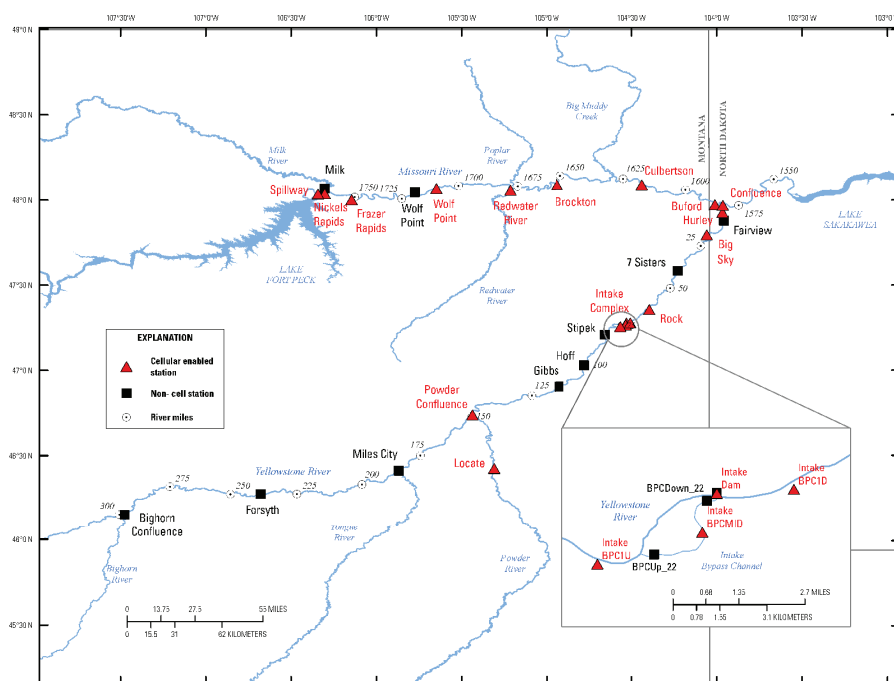 107°30'W
107°0'W
106°30'W
106°0'W
105°30'W
105°0'W
104°30'W
104°0'W
103°30'W
103°0'
49°0'N
48°30'N
48°0'N
47°30'N
47°0'N
46°30'N
46°0'N
45°30'N
Big Muddy
Creek
MONTANA
NORTH DAKOTA
Milk
River
Milk
Missouri River
Poplar
River
Spillway
Nickels
Rapids
Frazer
Rapids
1750
1725
Wolf
Point
Wolf
Point
1700
1675
Redwater
River
1650
Brockton
1625
Culbertson
1600
Confluence
1550
1575
Buford
Hurley
Fairview
LAKE
SAKAKAWEA
LAKE
FORT PECK
Big
Sky
25
7 Sisters
50
Redwater
River
Intake
Complex
Rock
Stipek
Hoff
100
Gibbs
125
EXPLANATION
Cellular enabled
station
Non- cell station
River miles
Powder
Confluence
150
Locate
Miles City
175
200
Yellowstone River
225
250
275
300
Forsyth
Bighorn
Confluence
Tongue
River
Bighorn
River
Powder
River
0 13.75 27.5 55 MILES
0 15.5 31 62 KILOMETERS
BPCDown_22
Intake
Dam
Intake
BPC1D
Yellowstone
River
Intake
BPCMID
Intake
BPC1U
BPCUp_22
Intake
Bypass Channel
0 0.68 1.35 2.7 MILES
0 0.78 1.55 3.1 KILOMETERS